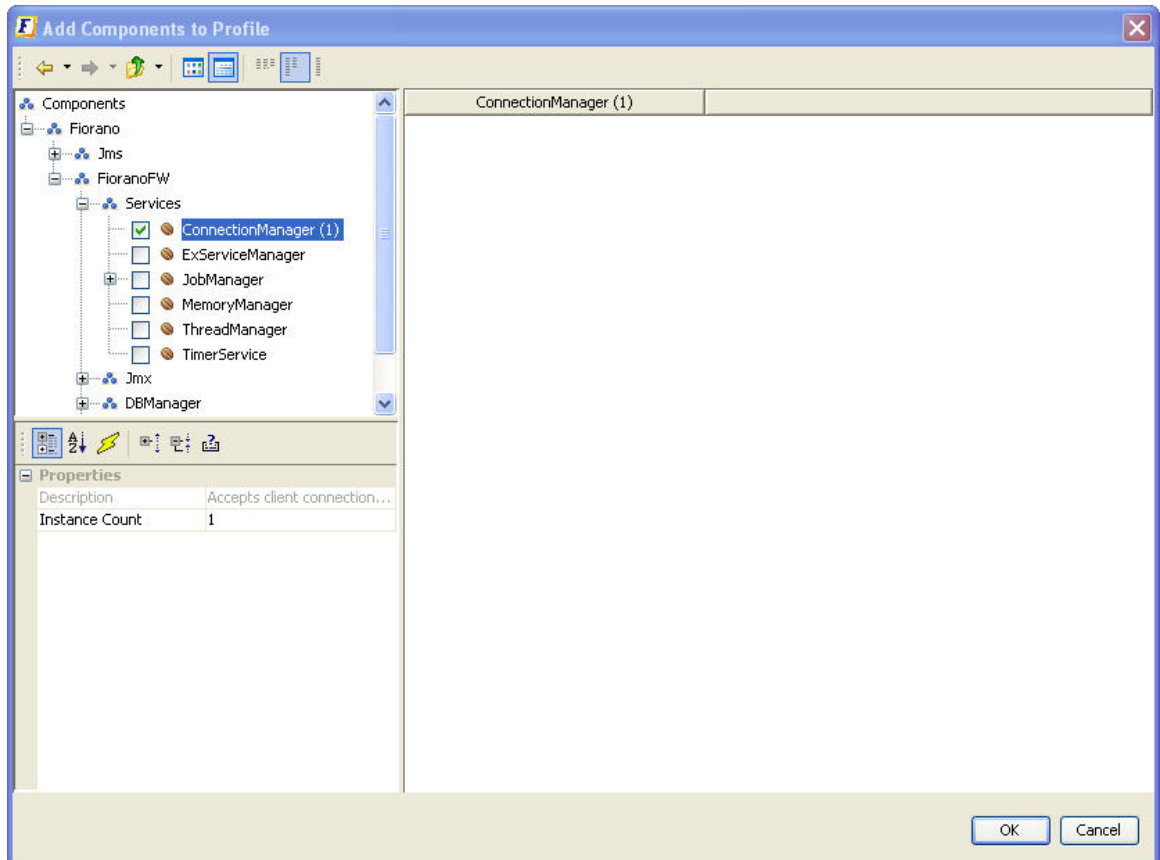 Add Components to Profile
Components
Fiorano
Jms
FioranoFW
Services
ConnectionManager (1)
ExServiceManager
JobManager
MemoryManager
ThreadManager
TimerService
Jmx
DBManager
ConnectionManager (1)
Properties
Description Accepts client connection...
Instance Count 1
OK Cancel